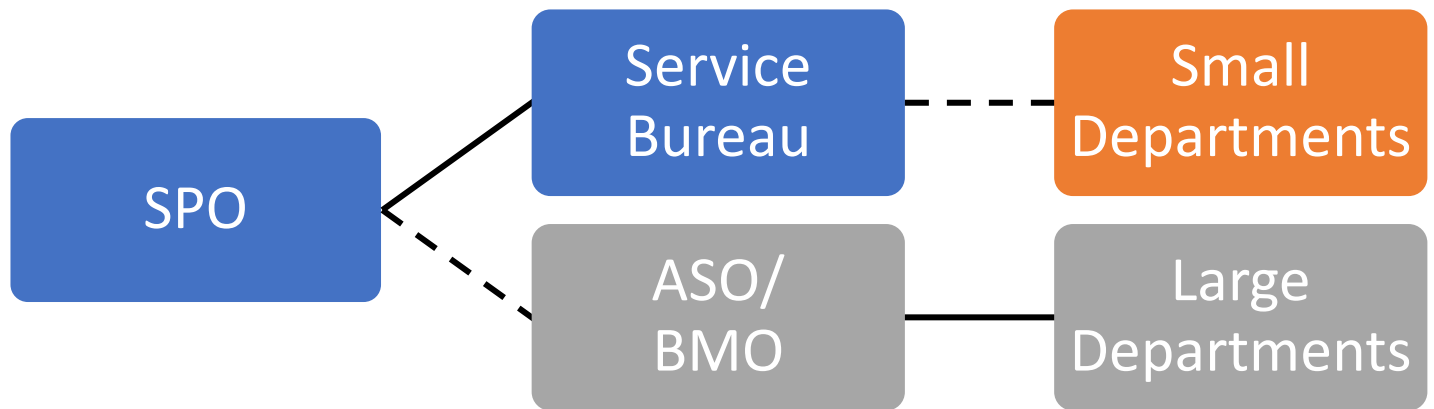 SPO
Service
Bureau
Small
Departments
ASO/
BMO
Large
Departments